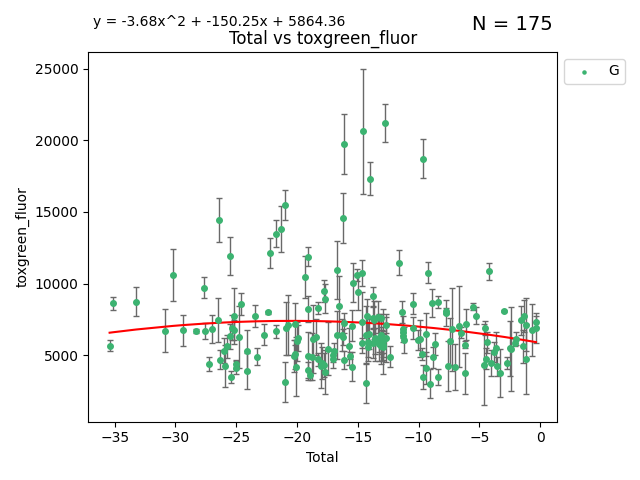 y = -3.68x^2 + -150.25x + 5864.36
N = 175
Total vs toxgreen_fluor
G
toxgreen_fluor
25000
20000
15000
10000
5000
−35 −30 −25 −20 −15 −10 −5 0
Total